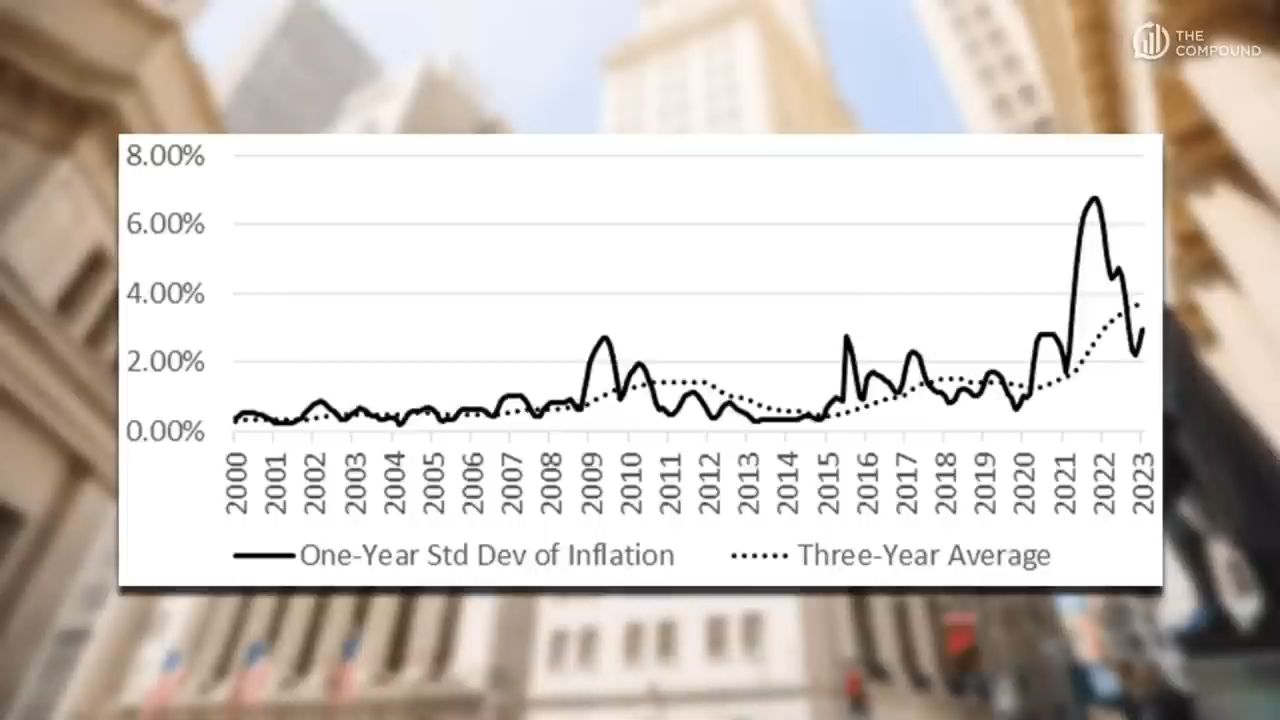 THE
COMPOUND
8.00%
6.00%
4.00%
2.00%
0.00%
2000 2001 2002 2003 2004 2005 2006 2007 2008 2009 2010 2011 2012 2013 2014 2015 2016 2017 2018 2019 2020 2021 2022 2023
One-Year Std Dev of Inflation Three-Year Average